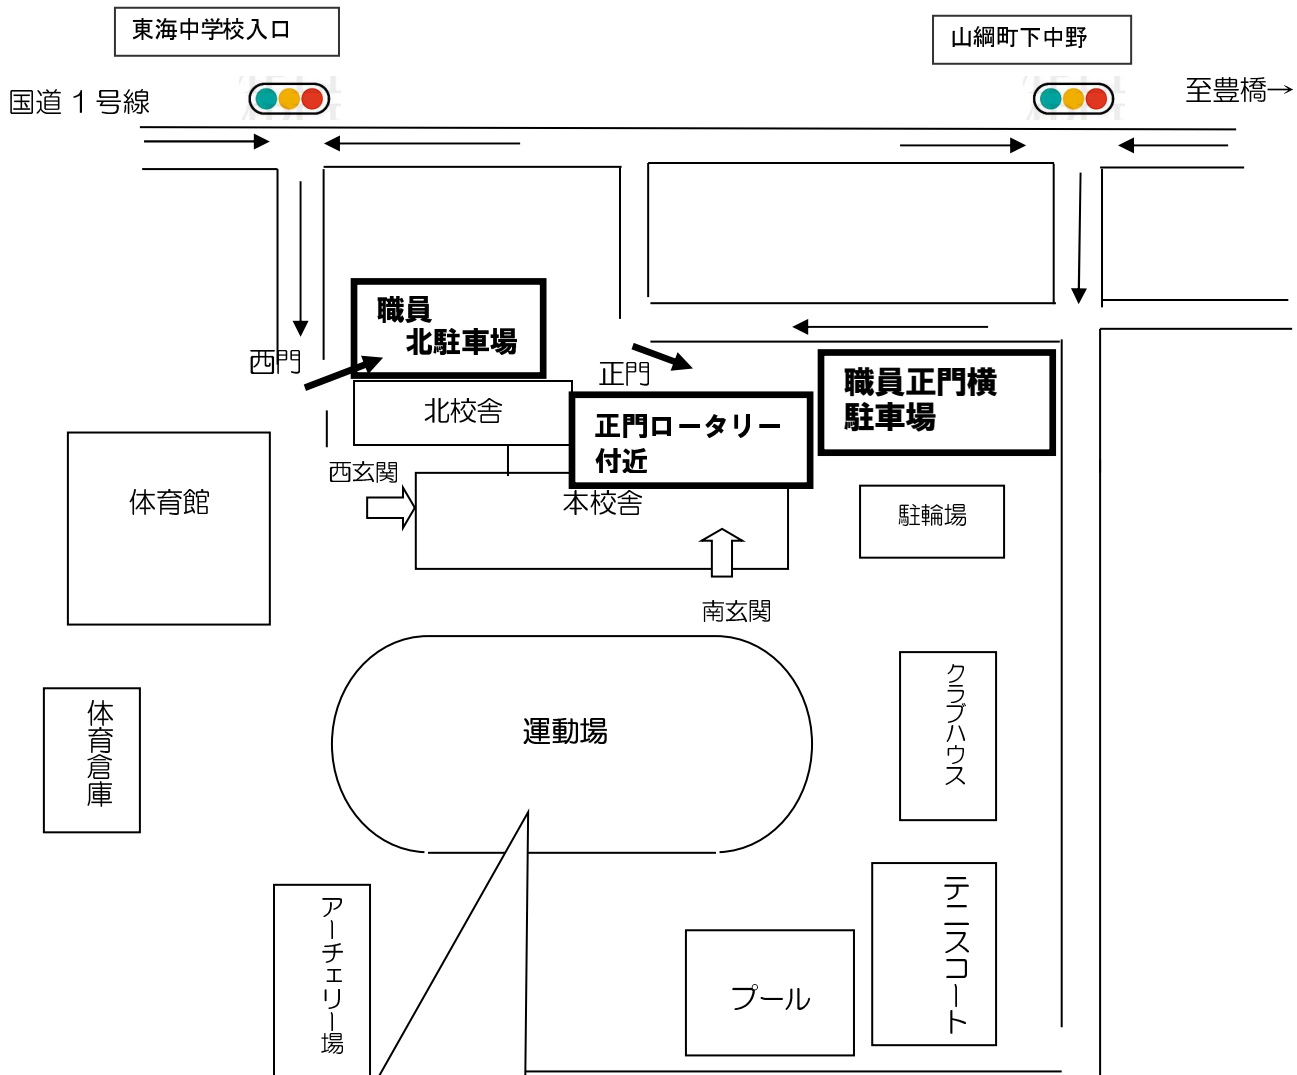 東海中学校入口
山綱町下中野
国道1号線
至豊橋→
職員
北駐車場
西門
正門
職員正門横
駐車場
北校舎
正門ロータリー
付近
西玄関
体育館
本校舎
駐輪場
南玄関
クラブハウス
体育倉庫
運動場
テニスコート
アーチェリー場
プール